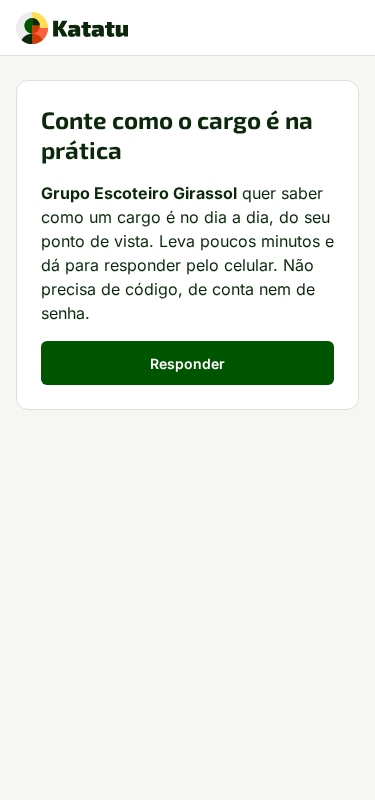 Katatu
Conte como o cargo é na
prática
Grupo Escoteiro Girassol quer saber
como um cargo é no dia a dia, do seu
ponto de vista. Leva poucos minutos e
dá para responder pelo celular. Não
precisa de código, de conta nem de
senha.
Responder